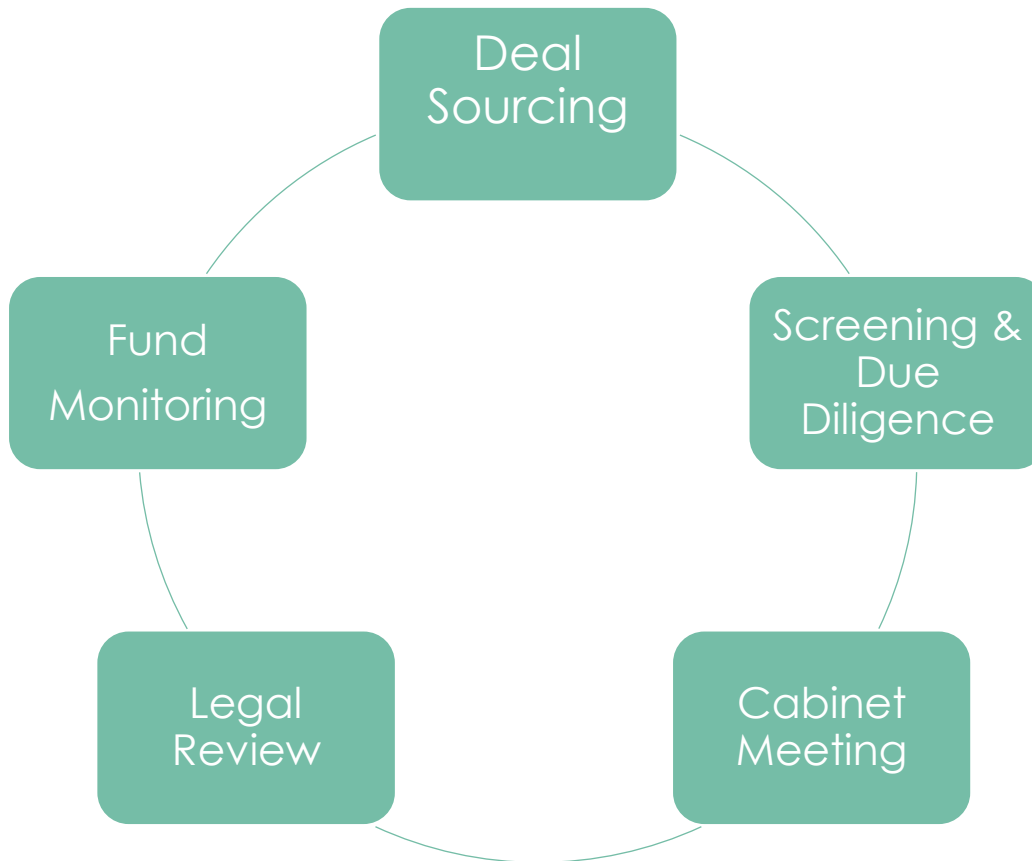 Deal
Sourcing
Screening &
Due
Diligence
Cabinet
Meeting
Legal
Review
Fund
Monitoring